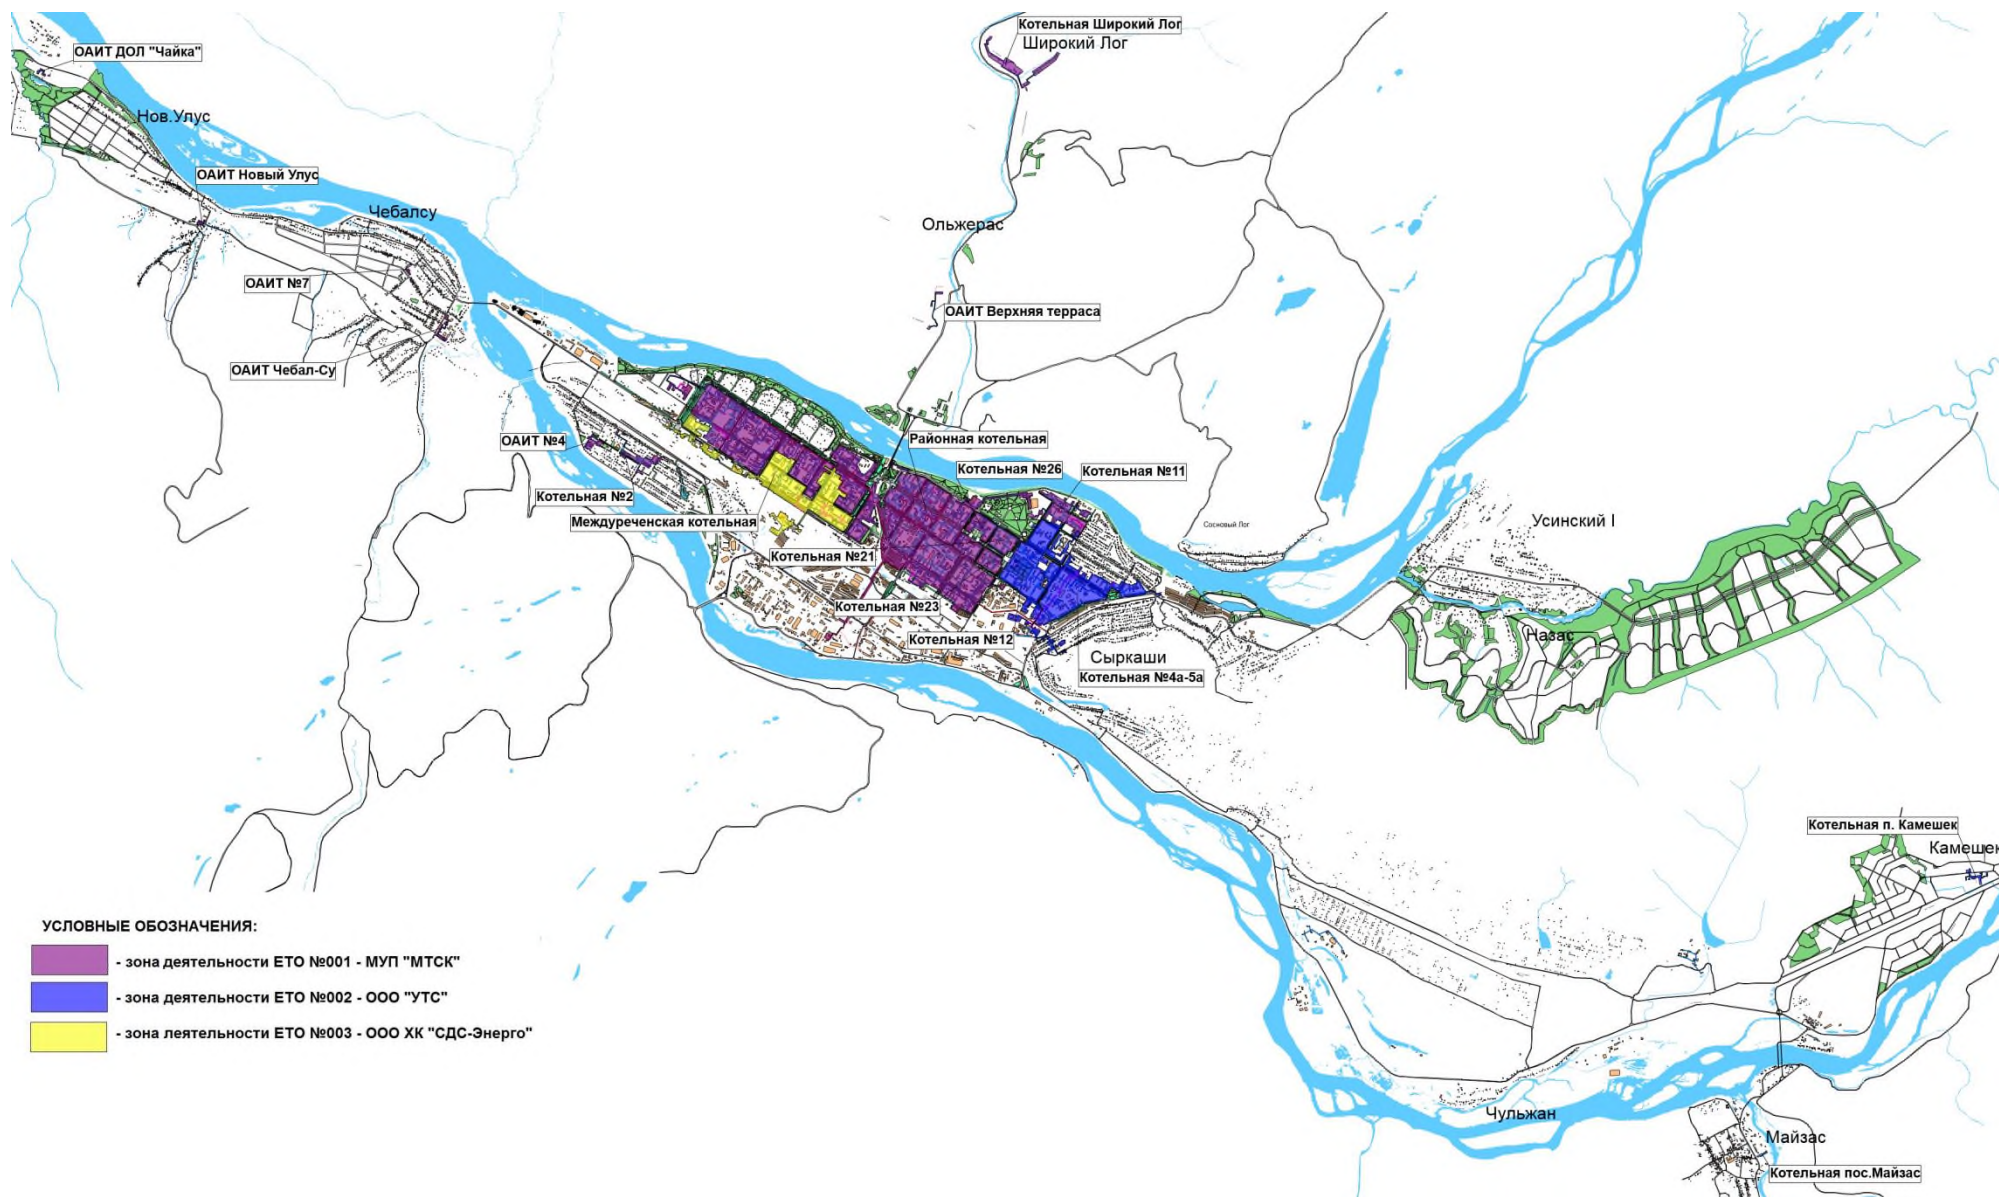 Котельная Широкий Лог
Широкий Лог
ОАИТ ДОЛ "Чайка"
Нов.Улус
ОАИТ Новый Улус
Чебалсу
Ольжерас
ОАИТ №7
ОАИТ Верхняя терраса
ОАИТ Чебал-Су
ОАИТ №4
Районная котельная
Котельная №26
Котельная №11
Котельная №2
Междуреченская котельная
Сосновый Лог
Усинский I
Котельная №21
Котельная №23
Котельная №12
Назас
Сыркаши
Котельная №4а-5а
Котельная п. Камешек
Камешек
УСЛОВНЫЕ ОБОЗНАЧЕНИЯ:
- зона деятельности ЕТО №001 - МУП "МТСК"
- зона деятельности ЕТО №002 - ООО "УТС"
- зона леятельности ЕТО №003 - ООО ХК "СДС-Энерго"
Чульжан
Майзас
Котельная пос.Майзас